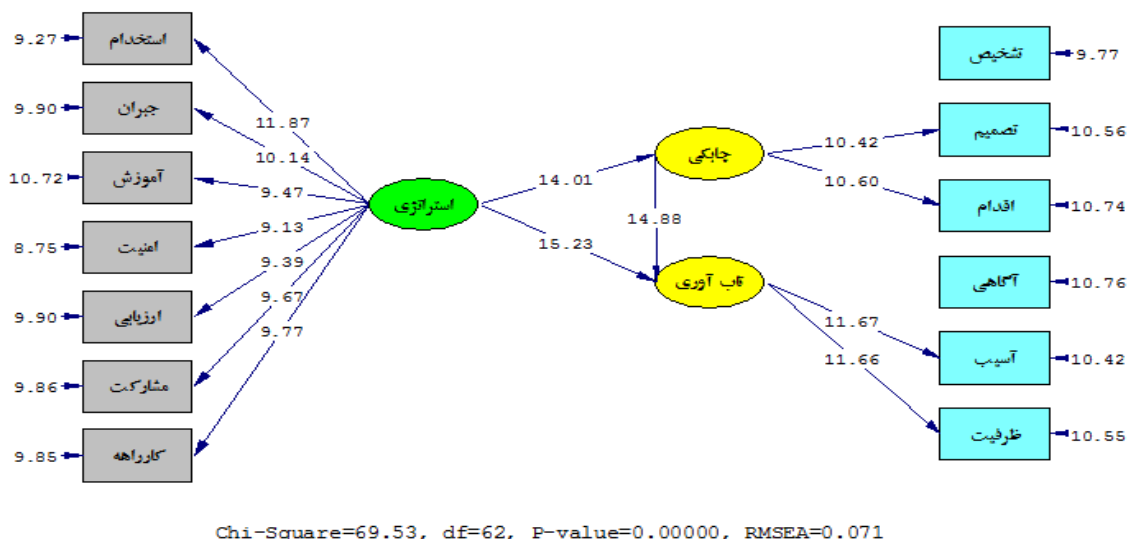 9.27 استخدام
9.90 جبران
10.72 آموزش
8.75 امنیت
9.90 ارزیابی
9.86 مشارکت
9.85 کارراهه
11.87
10.14
9.47
9.13
9.39
9.67
9.77
استراتژی
14.01
15.23
چابکی
14.88
تاب آوری
10.42
10.60
11.67
11.66
تشخیص 9.77
تصمیم 10.56
اقدام 10.74
آگاهی 10.76
آسیب 10.42
ظرفیت 10.55
Chi-Square=69.53, df=62, P-value=0.00000, RMSEA=0.071